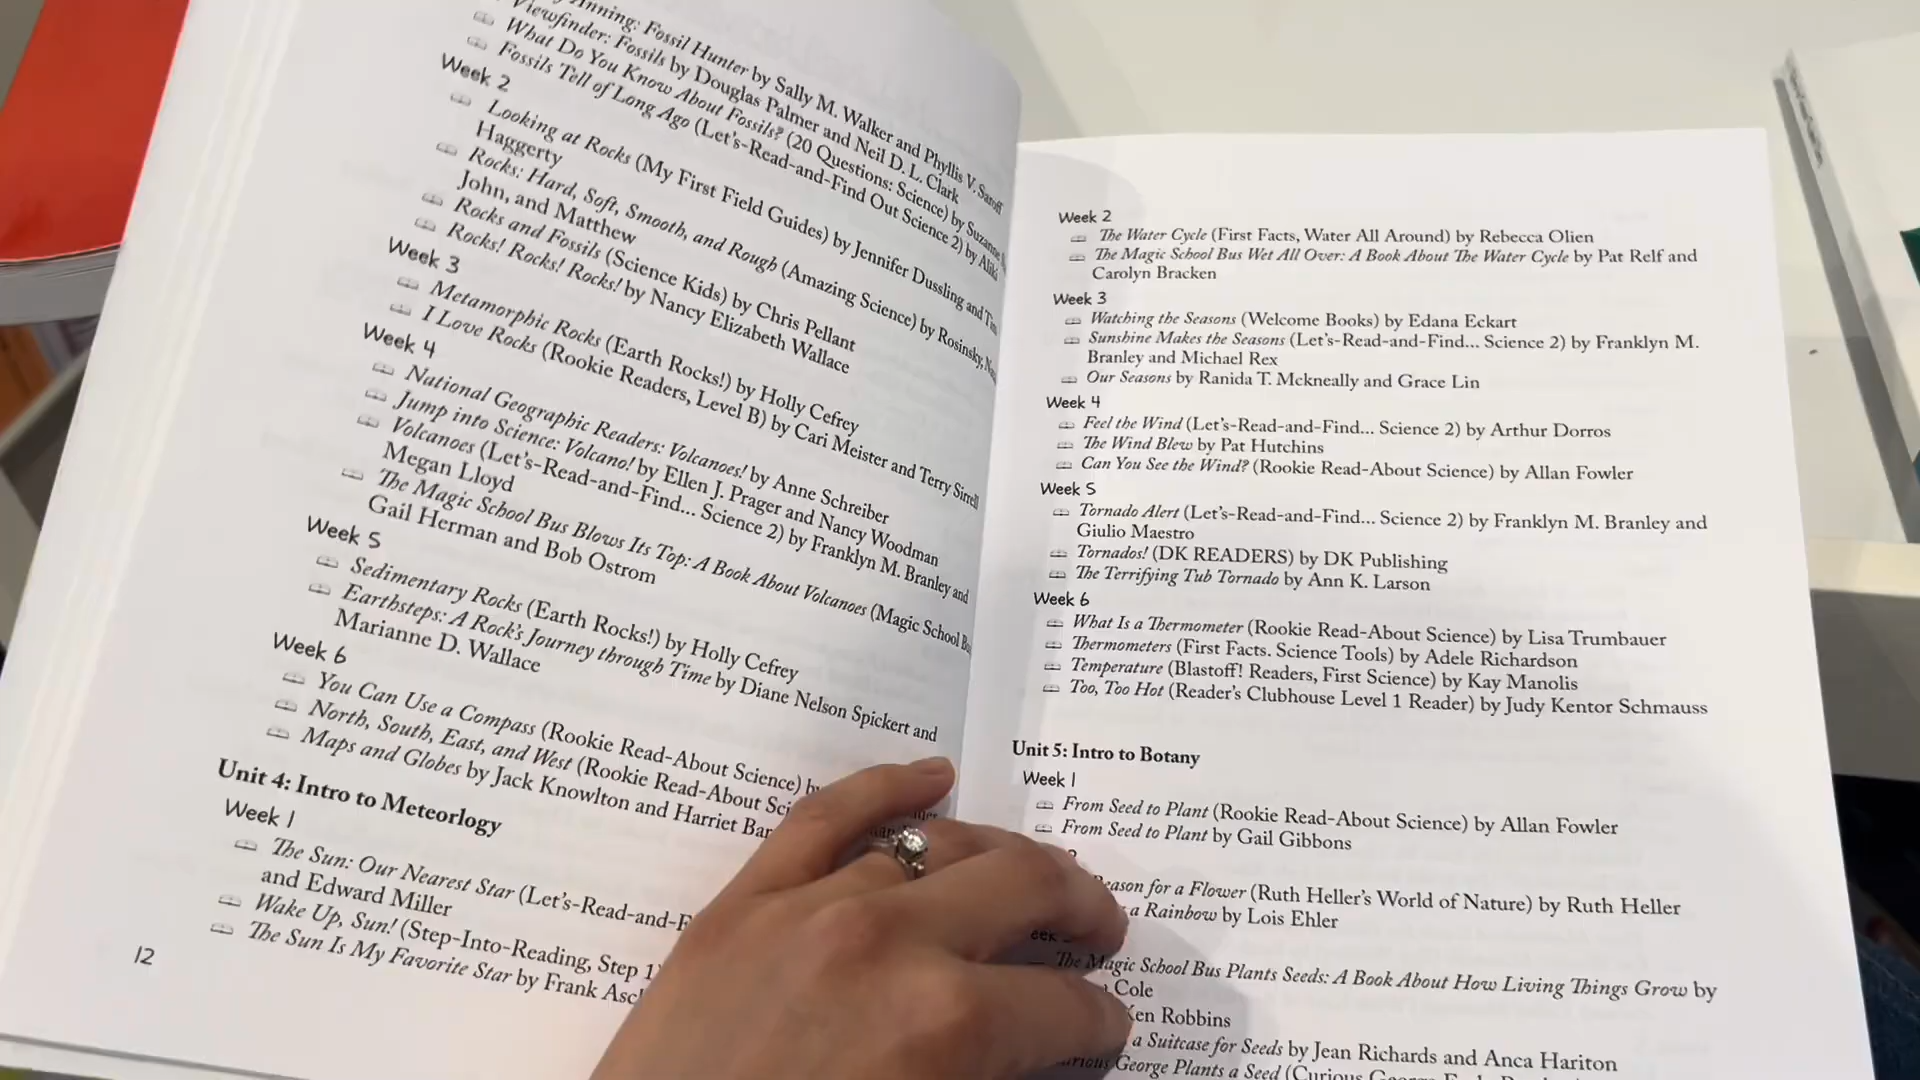 Anning: Fossil Hunter by Sally M. Walker and Phyllis V. Saroff
Viewfinder: Fossils by Douglas Palmer and Neil D. L. Clark
What Do You Know About Fossils? (20 Questions: Science) by Suzanne
Fossils Tell of Long Ago (Let's-Read-and-Find Out Science 2) by Aliki
Week 2
Looking at Rocks (My First Field Guides) by Jennifer Dussling and Tim
Haggerty
Rocks: Hard, Soft, Smooth, and Rough (Amazing Science) by Rosinsky,
John, and Matthew
Rocks and Fossils (Science Kids) by Chris Pellant
Rocks! Rocks! Rocks! by Nancy Elizabeth Wallace
Week 3
Metamorphic Rocks (Earth Rocks!) by Holly Cefrey
I Love Rocks (Rookie Readers, Level B) by Cari Meister and Terry Sirrell
Week 4
National Geographic Readers: Volcanoes! by Anne Schreiber
Jump into Science: Volcano! by Ellen J. Prager and Nancy Woodman
Volcanoes (Let's-Read-and-Find... Science 2) by Franklyn M. Branley and
Megan Lloyd
The Magic School Bus Blows Its Top: A Book About Volcanoes (Magic School
Gail Herman and Bob Ostrom
Week 5
Sedimentary Rocks (Earth Rocks!) by Holly Cefrey
Earthsteps: A Rock's Journey through Time by Diane Nelson Spickert and
Marianne D. Wallace
Week 6
You Can Use a Compass (Rookie Read-About Science) by
North, South, East, and West (Rookie Read-About Sci
Maps and Globes by Jack Knowlton and Harriet Bar
Unit 4: Intro to Meteorlogy
Week 1
The Sun: Our Nearest Star (Let's-Read-and-F
and Edward Miller
Wake Up, Sun! (Step-Into-Reading, Step 1)
The Sun Is My Favorite Star by Frank Asc
12
Week 2
The Water Cycle (First Facts, Water All Around) by Rebecca Olien
The Magic School Bus Wet All Over: A Book About The Water Cycle by Pat Relf and
Carolyn Bracken
Week 3
Watching the Seasons (Welcome Books) by Edana Eckart
Sunshine Makes the Seasons (Let's-Read-and-Find... Science 2) by Franklyn M.
Branley and Michael Rex
Our Seasons by Ranida T. Mckneally and Grace Lin
Week 4
Feel the Wind (Let's-Read-and-Find... Science 2) by Arthur Dorros
The Wind Blew by Pat Hutchins
Can You See the Wind? (Rookie Read-About Science) by Allan Fowler
Week 5
Tornado Alert (Let's-Read-and-Find... Science 2) by Franklyn M. Branley and
Giulio Maestro
Tornados! (DK READERS) by DK Publishing
The Terrifying Tub Tornado by Ann K. Larson
Week 6
What Is a Thermometer (Rookie Read-About Science) by Lisa Trumbauer
Thermometers (First Facts. Science Tools) by Adele Richardson
Temperature (Blastoff! Readers, First Science) by Kay Manolis
Too, Too Hot (Reader's Clubhouse Level 1 Reader) by Judy Kentor Schmauss
Unit 5: Intro to Botany
Week 1
From Seed to Plant (Rookie Read-About Science) by Allan Fowler
From Seed to Plant by Gail Gibbons
Reason for a Flower (Ruth Heller's World of Nature) by Ruth Heller
a Rainbow by Lois Ehler
The Magic School Bus Plants Seeds: A Book About How Living Things Grow by
Cole
Ken Robbins
a Suitcase for Seeds by Jean Richards and Anca Hariton
George Plants a Seed